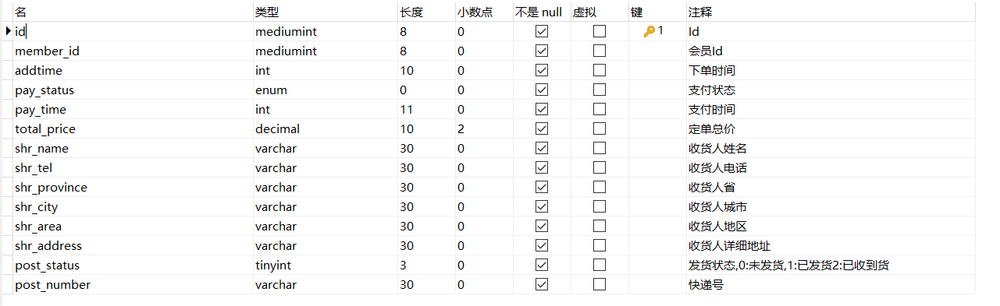 名 类型 长度 小数点 不是 null 虚拟 键 注释
id mediumint 8 0 1 Id
member_id mediumint 8 0 会员Id
addtime int 10 0 下单时间
pay_status enum 0 0 支付状态
pay_time int 11 0 支付时间
total_price decimal 10 2 定单总价
shr_name varchar 30 0 收货人姓名
shr_tel varchar 30 0 收货人电话
shr_province varchar 30 0 收货人省
shr_city varchar 30 0 收货人城市
shr_area varchar 30 0 收货人地区
shr_address varchar 30 0 收货人详细地址
post_status tinyint 3 0 发货状态,0:未发货,1:已发货2:已收到货
post_number varchar 30 0 快递号